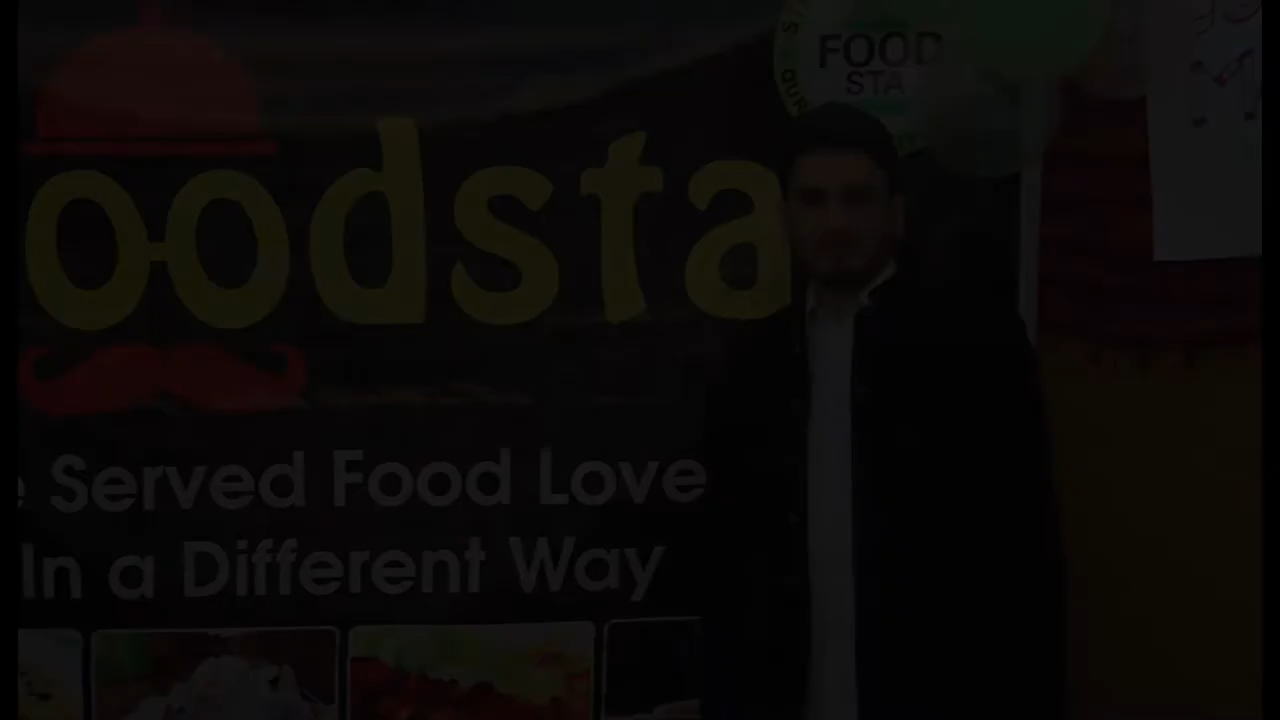 FOOD
STA
oodsta
Served Food Love
In a Different Way